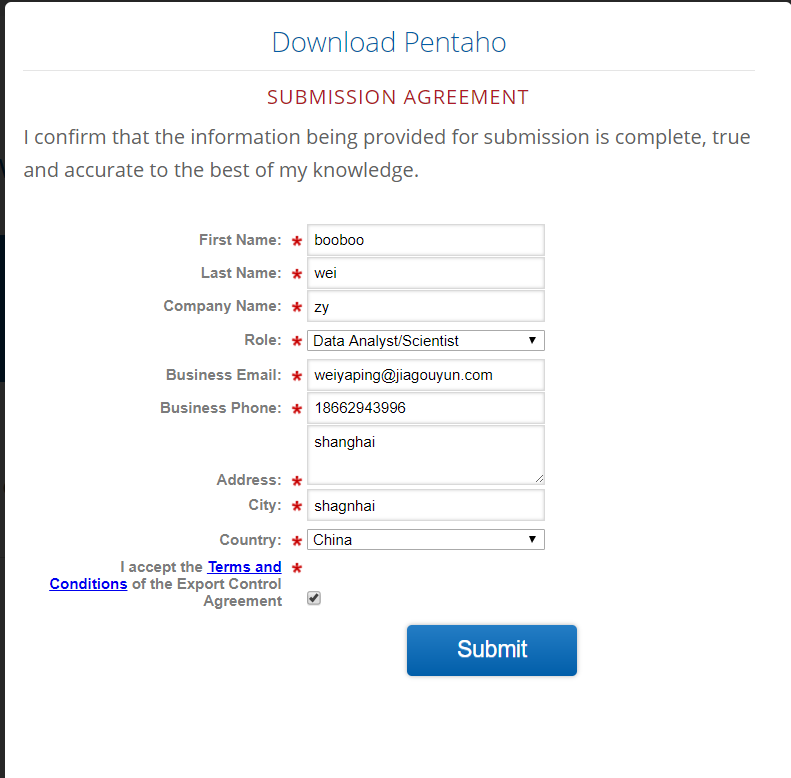 Download Pentaho
SUBMISSION AGREEMENT
I confirm that the information being provided for submission is complete, true
and accurate to the best of my knowledge.
First Name: * booboo
Last Name: * wei
Company Name: * zy
Role: * Data Analyst/Scientist
Business Email: * weiyaping@jiagouyun.com
Business Phone: * 18662943996
shanghai
Address: *
City: * shagnhai
Country: * China
I accept the Terms and *
Conditions of the Export Control
Agreement
Submit